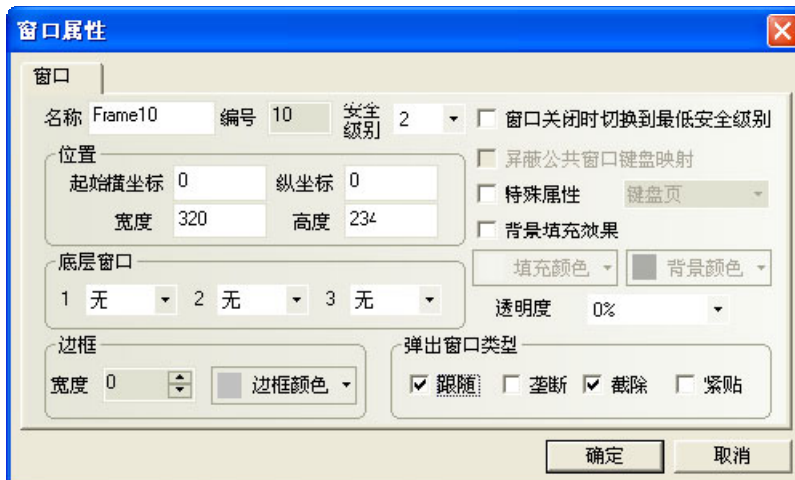 窗口属性
窗口
名称 Frame10 编号 10 安全级别 2 窗口关闭时切换到最低安全级别
位置
屏蔽公共窗口键盘映射
起始横坐标 0 纵坐标 0
特殊属性 键盘页
宽度 320 高度 234
背景填充效果
底层窗口
填充颜色 背景颜色
1 无 2 无 3 无
透明度 0%
边框
弹出窗口类型
宽度 0 边框颜色
跟随 垄断 截除 紧贴
确定 取消